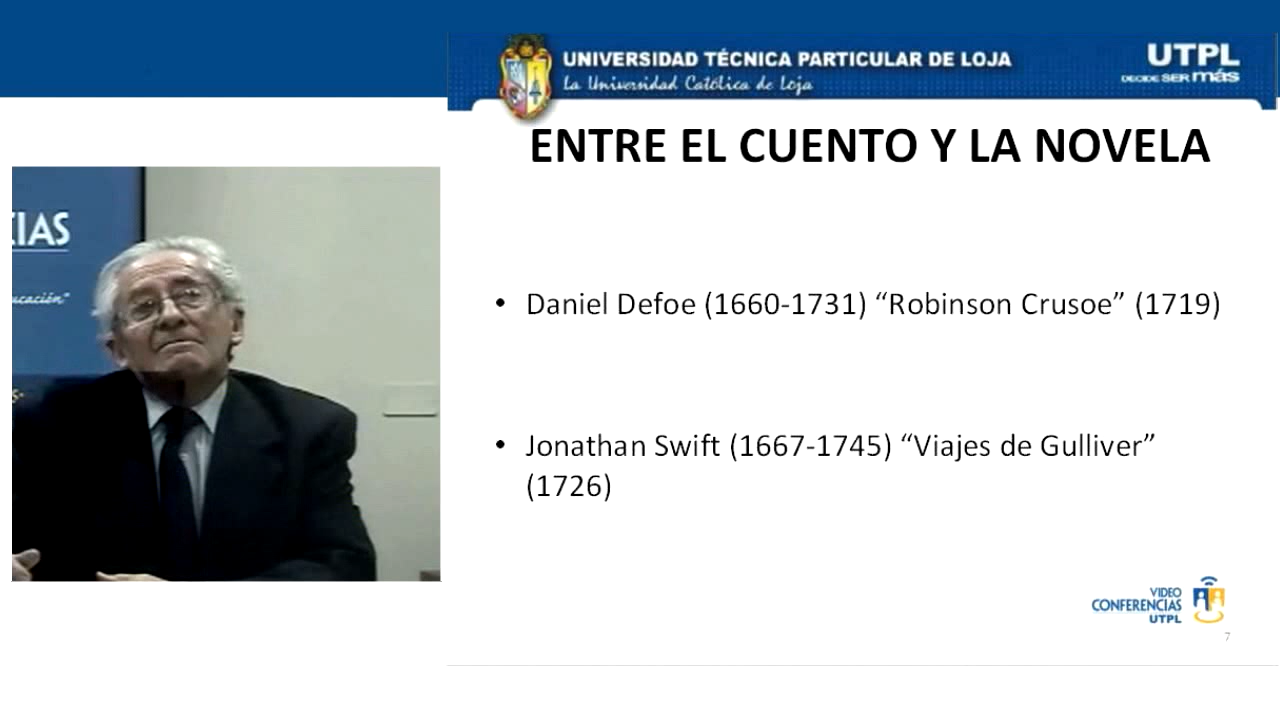 UNIVERSIDAD TÉCNICA PARTICULAR DE LOJA
La Universidad Católica de Loja
UTPL
DECIDE SER más
ENTRE EL CUENTO Y LA NOVELA
CIAS
ucación"
• Daniel Defoe (1660-1731) “Robinson Crusoe” (1719)
• Jonathan Swift (1667-1745) “Viajes de Gulliver”
(1726)
VIDEO
CONFERENCIAS
UTPL
7